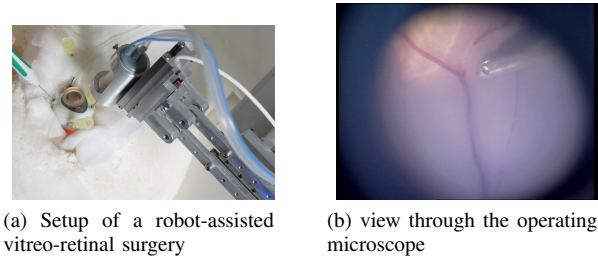 (a) Setup of a robot-assisted
vitreo-retinal surgery
(b) view through the operating
microscope